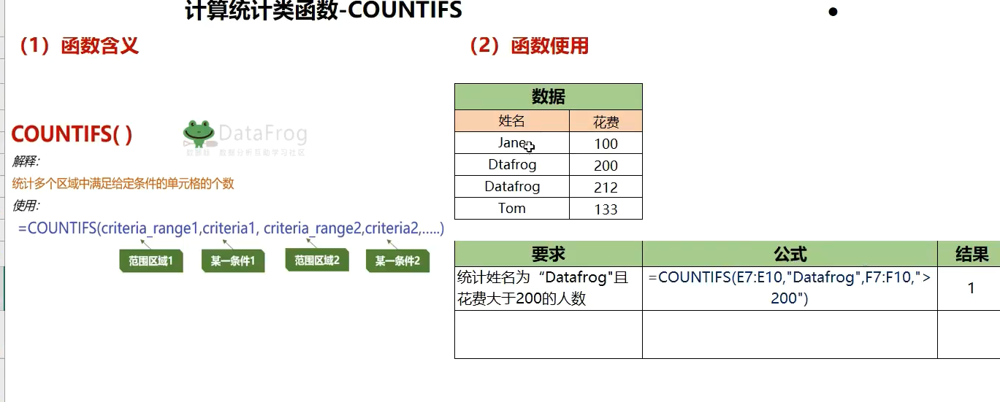 计算统计类函数-COUNTIFS
（1）函数含义
COUNTIFS( )
DataFrog
数据蛙 数据分析互助学习社区
解释:
统计多个区域中满足给定条件的单元格的个数
使用:
=COUNTIFS(criteria_range1,criteria1, criteria_range2,criteria2,.....)
范围区域1 某一条件1 范围区域2 某一条件2
（2）函数使用
数据
姓名 花费
Jane 100
Dtafrog 200
Datafrog 212
Tom 133
要求 公式 结果
统计姓名为“Datafrog"且
花费大于200的人数
=COUNTIFS(E7:E10,"Datafrog",F7:F10,">
200")
1